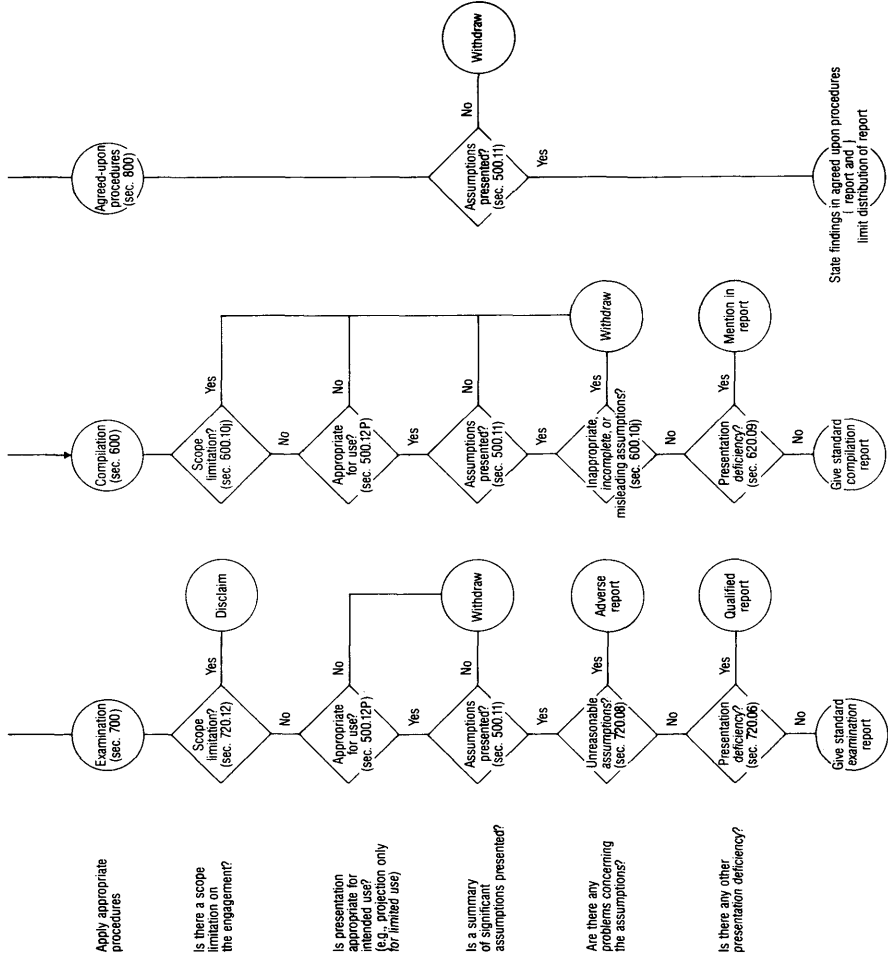 Apply appropriate
procedures
Is there a scope
limitation on
the engagement?
Is presentation
appropriate for
intended use?
(e.g., projection only
for limited use)
Is a summary
of significant
assumptions presented?
Are there any
problems concerning
the assumptions?
Is there any other
presentation deficiency?
Examination
(sec. 700)
Scope
limitation?
(sec. 720.12)
Yes
Disclaim
No
Appropriate
for use?
(sec. 500.12P)
No
Yes
Assumptions
presented?
(sec. 500.11)
No
Withdraw
Yes
Unreasonable
assumptions?
(sec. 720.08)
Yes
Adverse
report
No
Presentation
deficiency?
(sec. 720.06)
Yes
Qualified
report
No
Give standard
examination
report
Compilation
(sec. 600)
Scope
limitation?
(sec. 600.10j)
Yes
No
Appropriate
for use?
(sec. 500.12P)
No
Yes
Assumptions
presented?
(sec. 500.11)
No
Yes
Inappropriate,
incomplete, or
misleading assumptions?
(sec. 600.10j)
Yes
Withdraw
No
Presentation
deficiency?
(sec. 620.09)
Yes
Mention in
report
No
Give standard
compilation
report
Agreed-upon
procedures
(sec. 800)
Assumptions
presented?
(sec. 500.11)
No
Withdraw
Yes
State findings in agreed upon procedures
report and
limit distribution of report